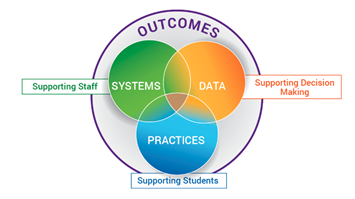 OUTCOMES
Supporting Staff
SYSTEMS
DATA
Supporting Decision
Making
PRACTICES
Supporting Students